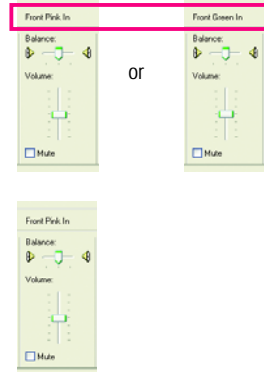 Front Pink In
Balance:
Volume:
Mute
or
Front Green In
Balance:
Volume:
Mute
Front Pink In
Balance:
Volume:
Mute